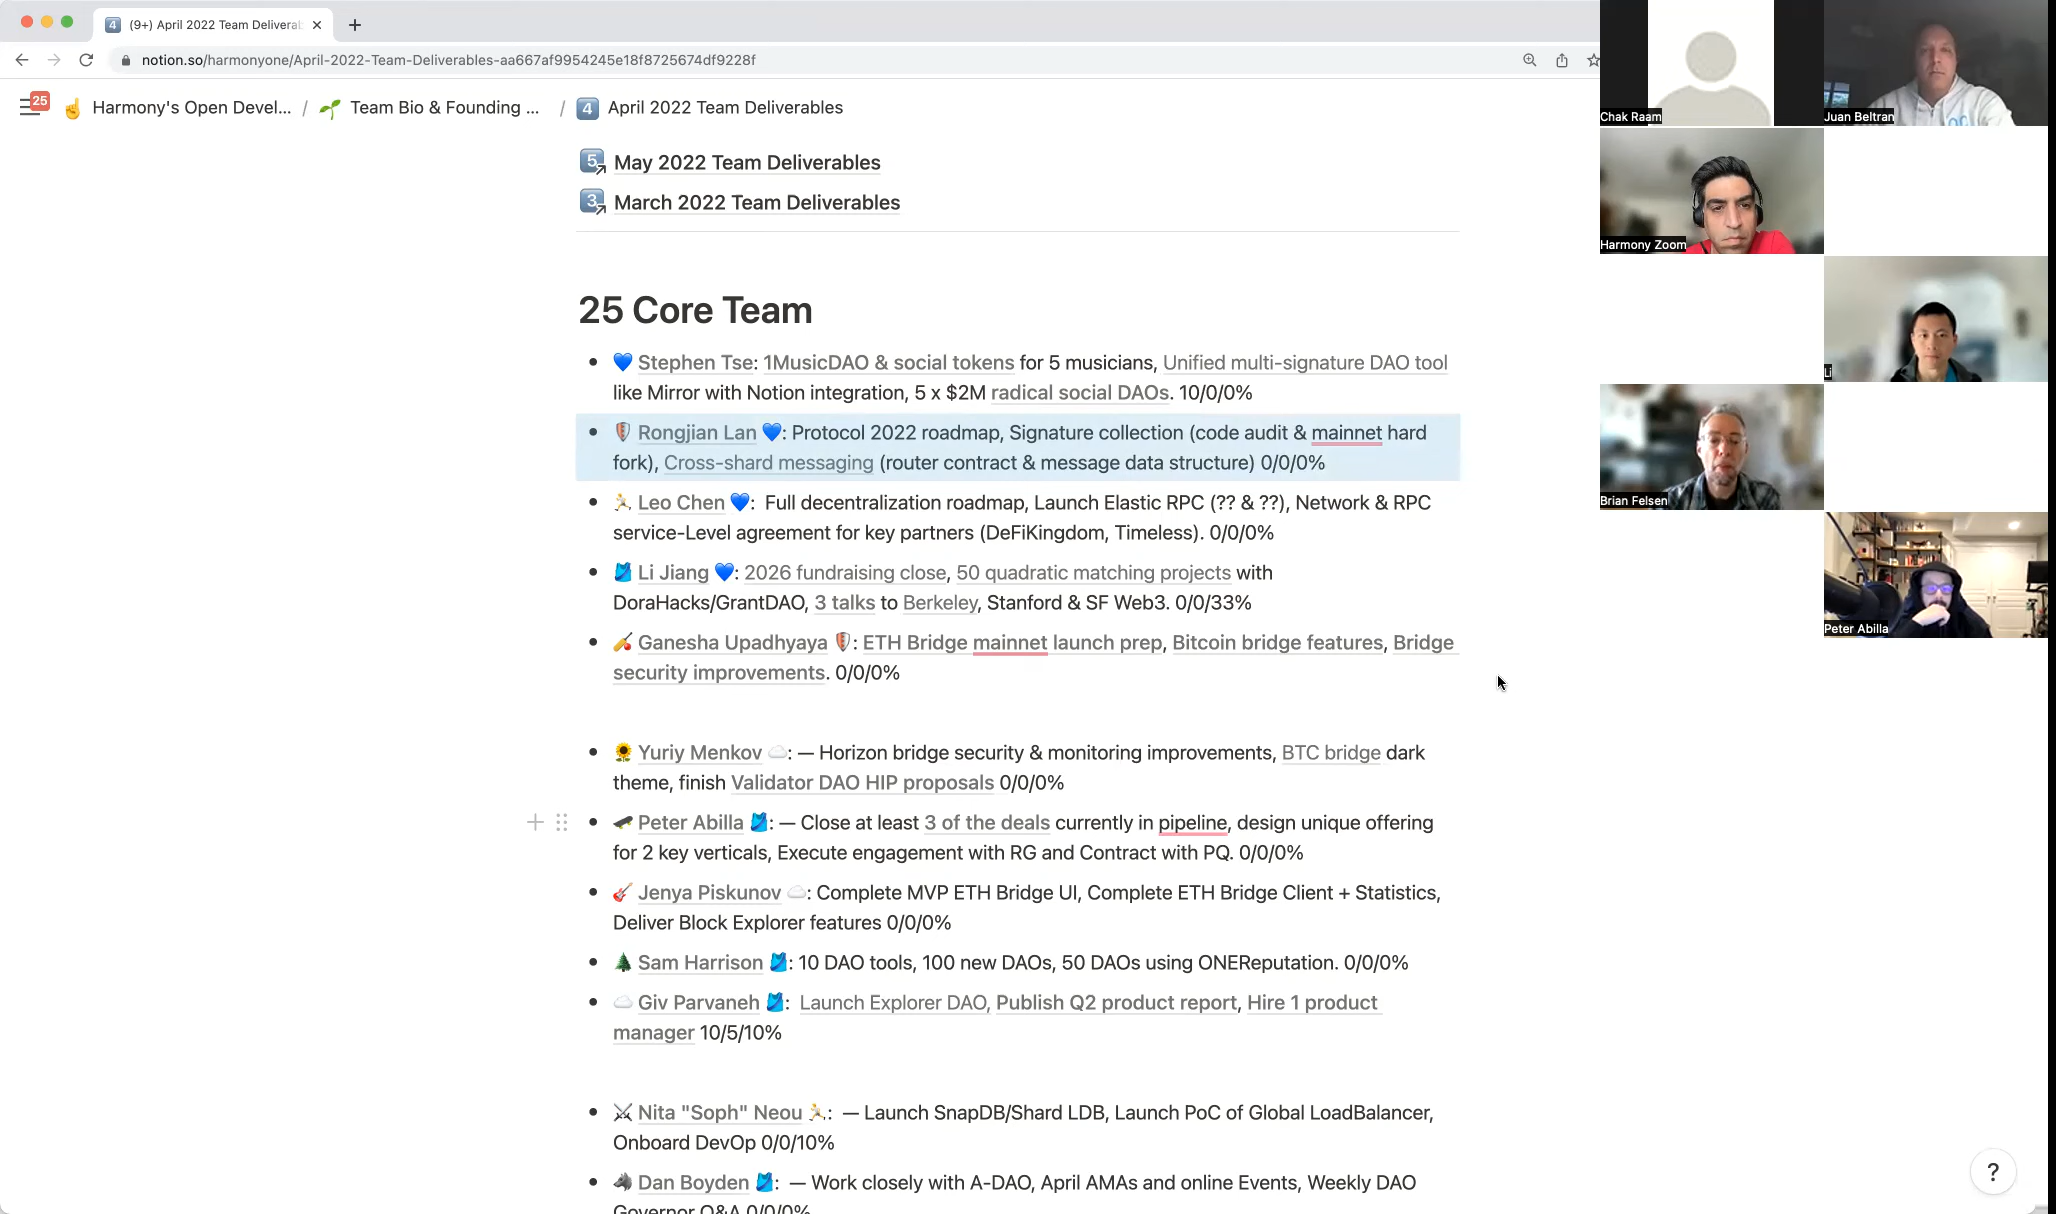 (9+) April 2022 Team Deliverab
notion.so/harmonyone/April-2022-Team-Deliverables-aa667af9954245e18f8725674df9228f
25
Harmony's Open Devel... / Team Bio & Founding ... / 4 April 2022 Team Deliverables
5 May 2022 Team Deliverables
3 March 2022 Team Deliverables
25 Core Team
• 💙 Stephen Tse: 1MusicDAO & social tokens for 5 musicians, Unified multi-signature DAO tool
like Mirror with Notion integration, 5 x $2M radical social DAOs. 10/0/0%
• Rongjian Lan 💙: Protocol 2022 roadmap, Signature collection (code audit & mainnet hard
fork), Cross-shard messaging (router contract & message data structure) 0/0/0%
• Leo Chen 💙: Full decentralization roadmap, Launch Elastic RPC (?? & ??), Network & RPC
service-Level agreement for key partners (DeFiKingdom, Timeless). 0/0/0%
• Li Jiang 💙: 2026 fundraising close, 50 quadratic matching projects with
DoraHacks/GrantDAO, 3 talks to Berkeley, Stanford & SF Web3. 0/0/33%
• Ganesha Upadhyaya : ETH Bridge mainnet launch prep, Bitcoin bridge features, Bridge
security improvements. 0/0/0%
• 🌻 Yuriy Menkov ☁️: — Horizon bridge security & monitoring improvements, BTC bridge dark
theme, finish Validator DAO HIP proposals 0/0/0%
• Peter Abilla : — Close at least 3 of the deals currently in pipeline, design unique offering
for 2 key verticals, Execute engagement with RG and Contract with PQ. 0/0/0%
• 🎸 Jenya Piskunov ☁️: Complete MVP ETH Bridge UI, Complete ETH Bridge Client + Statistics,
Deliver Block Explorer features 0/0/0%
• 🌲 Sam Harrison : 10 DAO tools, 100 new DAOs, 50 DAOs using ONEReputation. 0/0/0%
• ☁️ Giv Parvaneh : Launch Explorer DAO, Publish Q2 product report, Hire 1 product
manager 10/5/10%
• ⚔️ Nita "Soph" Neou : — Launch SnapDB/Shard LDB, Launch PoC of Global LoadBalancer,
Onboard DevOp 0/0/10%
• 🐺 Dan Boyden : — Work closely with A-DAO, April AMAs and online Events, Weekly DAO
Governor Q&A 0/0/0%
?
Chak Raam
Juan Beltran
Harmony Zoom
Li
Brian Felsen
Peter Abilla